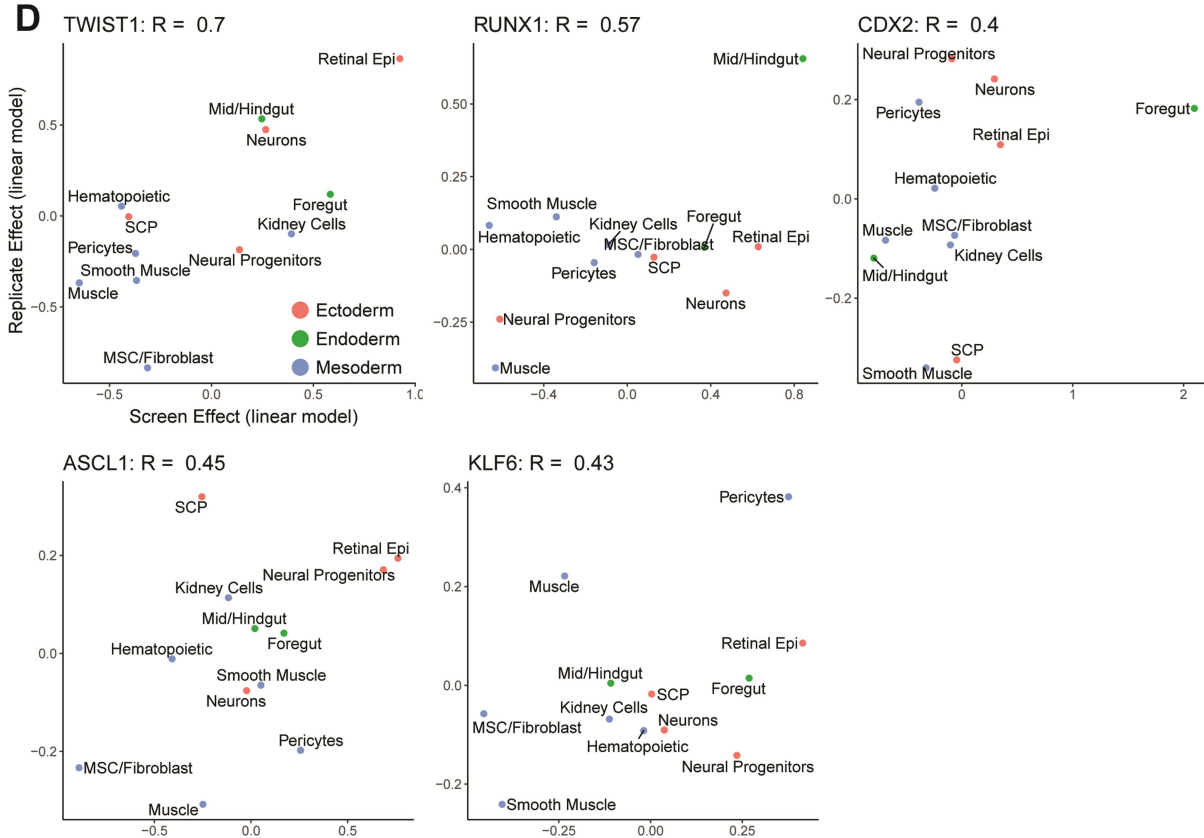 D
TWIST1: R = 0.7
Replicate Effect (linear model)
0.5
0.0
−0.5
Retinal Epi
Mid/Hindgut
Neurons
Hematopoietic
SCP
Foregut
Kidney Cells
Pericytes
Neural Progenitors
Smooth Muscle
Muscle
MSC/Fibroblast
Ectoderm
Endoderm
Mesoderm
−0.5
0.0
0.5
1.0
Screen Effect (linear model)
RUNX1: R = 0.57
0.50
0.25
0.00
−0.25
Mid/Hindgut
Smooth Muscle
Hematopoietic
Kidney Cells
Foregut
MSC/Fibroblast
Retinal Epi
Pericytes
SCP
Neurons
Neural Progenitors
Muscle
−0.4
0.0
0.4
0.8
CDX2: R = 0.4
0.2
0.0
−0.2
Neural Progenitors
Neurons
Pericytes
Foregut
Retinal Epi
Hematopoietic
Muscle
MSC/Fibroblast
Kidney Cells
Mid/Hindgut
SCP
Smooth Muscle
0
1
2
ASCL1: R = 0.45
0.2
0.0
−0.2
SCP
Retinal Epi
Neural Progenitors
Kidney Cells
Mid/Hindgut
Foregut
Hematopoietic
Smooth Muscle
Neurons
Pericytes
MSC/Fibroblast
Muscle
−0.5
0.0
0.5
KLF6: R = 0.43
0.4
0.2
0.0
−0.2
Pericytes
Muscle
Retinal Epi
Mid/Hindgut
SCP
Foregut
Kidney Cells
MSC/Fibroblast
Neurons
Hematopoietic
Neural Progenitors
Smooth Muscle
−0.25
0.00
0.25